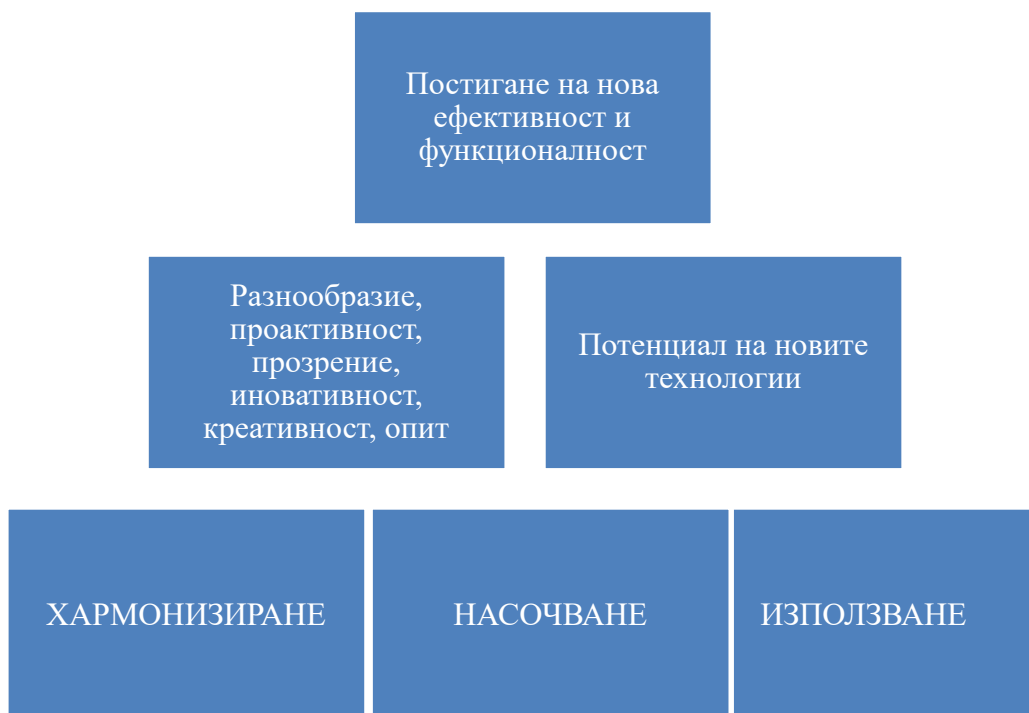 Постигане на нова
ефективност и
функционалност
Разнообразие,
проактивност,
прозрение,
иновативност,
креативност, опит
Потенциал на новите
технологии
ХАРМОНИЗИРАНЕ
НАСОЧВАНЕ
ИЗПОЛЗВАНЕ